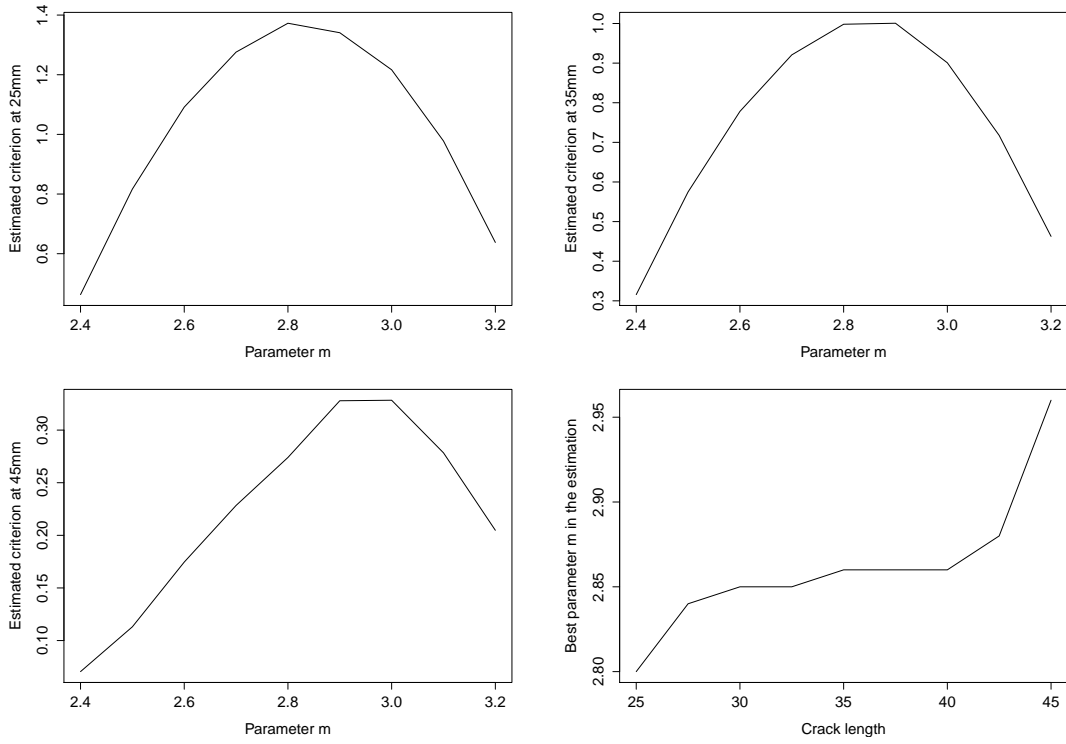 Estimated criterion at 25mm
0.6 0.8 1.0 1.2 1.4
2.4 2.6 2.8 3.0 3.2
Parameter m
Estimated criterion at 35mm
0.3 0.4 0.5 0.6 0.7 0.8 0.9 1.0
2.4 2.6 2.8 3.0 3.2
Parameter m
Estimated criterion at 45mm
0.10 0.15 0.20 0.25 0.30
2.4 2.6 2.8 3.0 3.2
Parameter m
Best parameter m in the estimation
2.80 2.85 2.90 2.95
25 30 35 40 45
Crack length